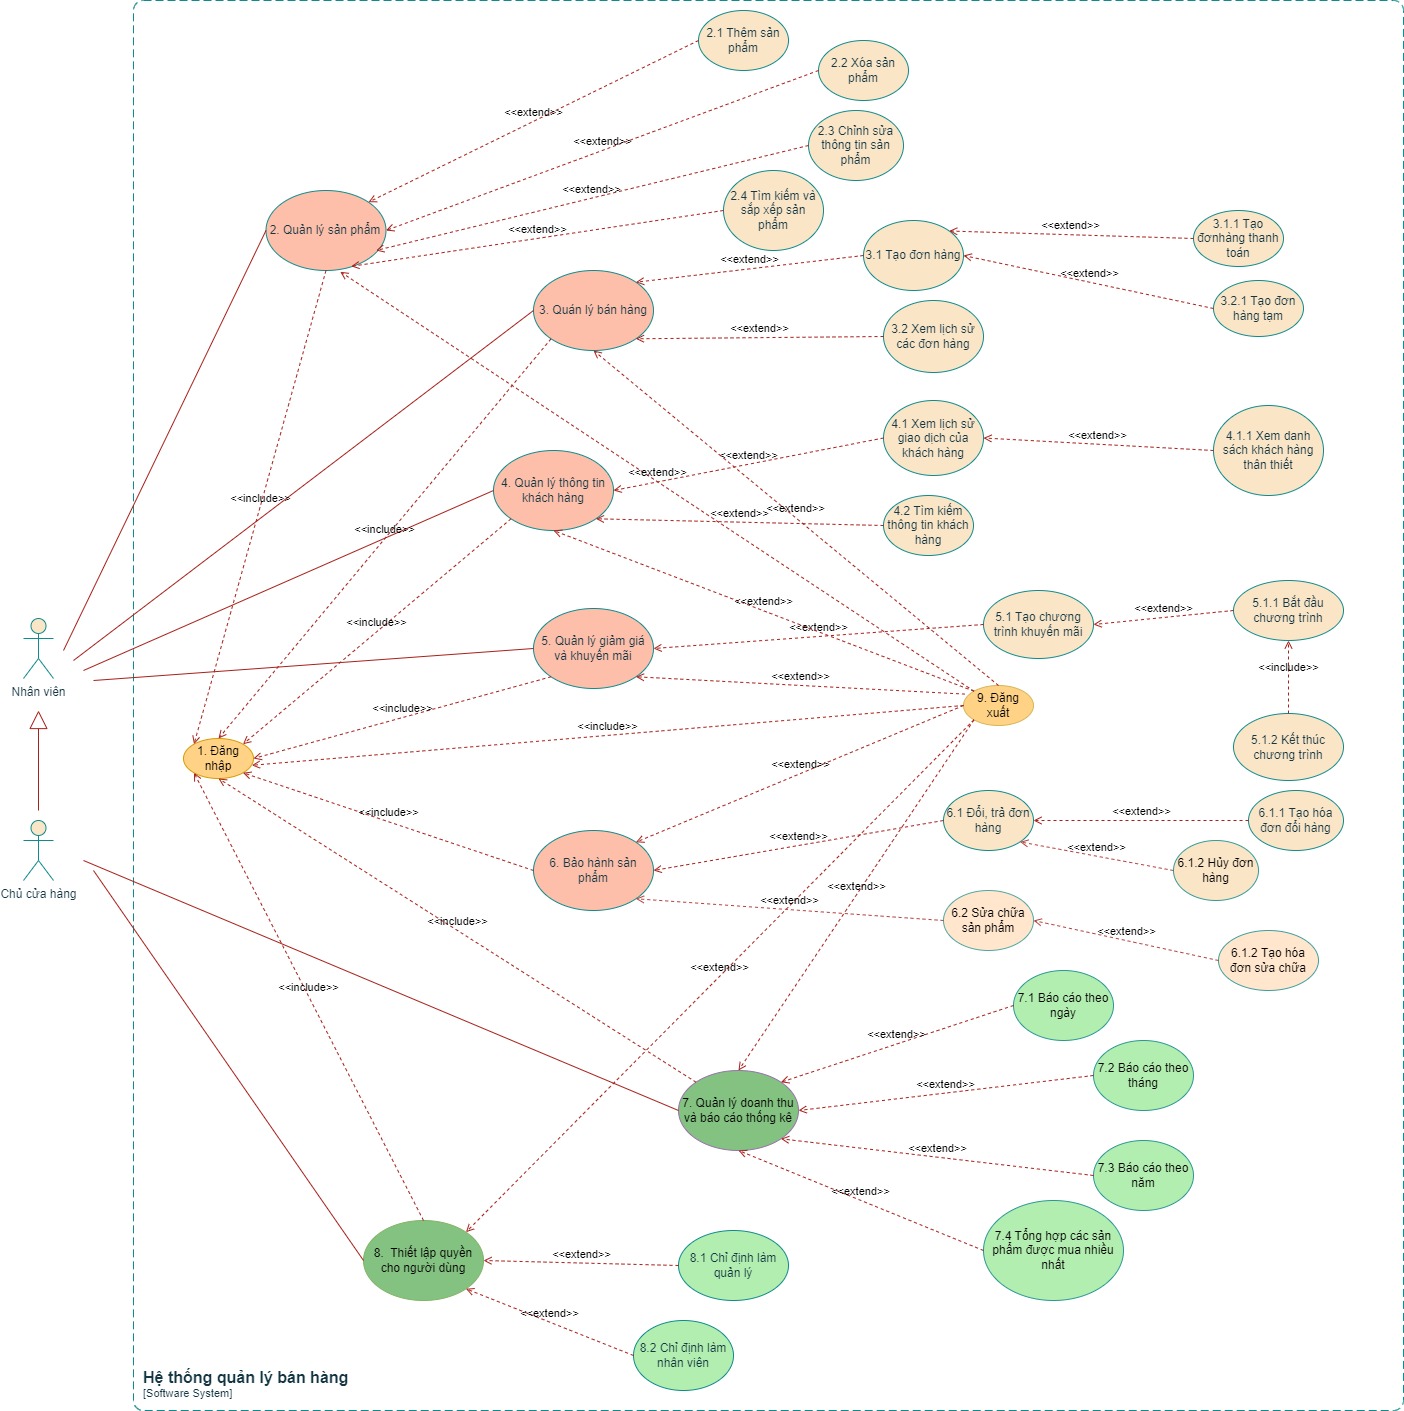 2.1 Thêm sản
phẩm
2.2 Xóa sản
phẩm
<<extend>>
<<extend>>
2.3 Chỉnh sửa
thông tin sản
phẩm
<<extend>>
2.4 Tìm kiếm và
sắp xếp sản
phẩm
<<extend>>
2. Quản lý sản phẩm
3.1 Tạo đơn hàng
<<extend>>
<<extend>>
3.1.1 Tạo
đơnhàng thanh
toán
<<extend>>
3.2.1 Tạo đơn
hàng tạm
3. Quán lý bán hàng
<<extend>>
3.2 Xem lịch sử
các đơn hàng
4.1 Xem lịch sử
giao dịch của
khách hàng
<<extend>>
4.1.1 Xem danh
sách khách hàng
thân thiết
<<extend>>
<<extend>>
4. Quản lý thông tin
khách hàng
<<include>>
<<extend>>
<<extend>>
4.2 Tìm kiếm
thông tin khách
hàng
<<include>>
<<extend>>
<<include>>
<<extend>>
5.1 Tạo chương
trình khuyến mãi
<<extend>>
5.1.1 Bắt đầu
chương trình
5. Quản lý giảm giá
và khuyến mãi
<<include>>
<<extend>>
Nhân viên
9. Đăng
xuất
<<include>>
<<include>>
1. Đăng
nhập
5.1.2 Kết thúc
chương trình
<<extend>>
<<include>>
<<extend>>
6.1 Đổi, trả đơn
hàng
<<extend>>
6.1.1 Tạo hóa
đơn đổi hàng
<<extend>>
6.1.2 Hủy đơn
hàng
6. Bảo hành sản
phẩm
Chủ cửa hàng
<<extend>>
<<extend>>
6.2 Sửa chữa
sản phẩm
<<include>>
<<extend>>
6.1.2 Tạo hóa
đơn sửa chữa
<<extend>>
<<include>>
7.1 Báo cáo theo
ngày
<<extend>>
7.2 Báo cáo theo
tháng
<<extend>>
7. Quản lý doanh thu
và báo cáo thống kê
<<extend>>
7.3 Báo cáo theo
năm
<<extend>>
7.4 Tổng hợp các sản
phẩm được mua nhiều
nhất
8. Thiết lập quyền
cho người dùng
<<extend>>
8.1 Chỉ định làm
quản lý
<<extend>>
8.2 Chỉ định làm
nhân viên
Hệ thống quản lý bán hàng
[Software System]